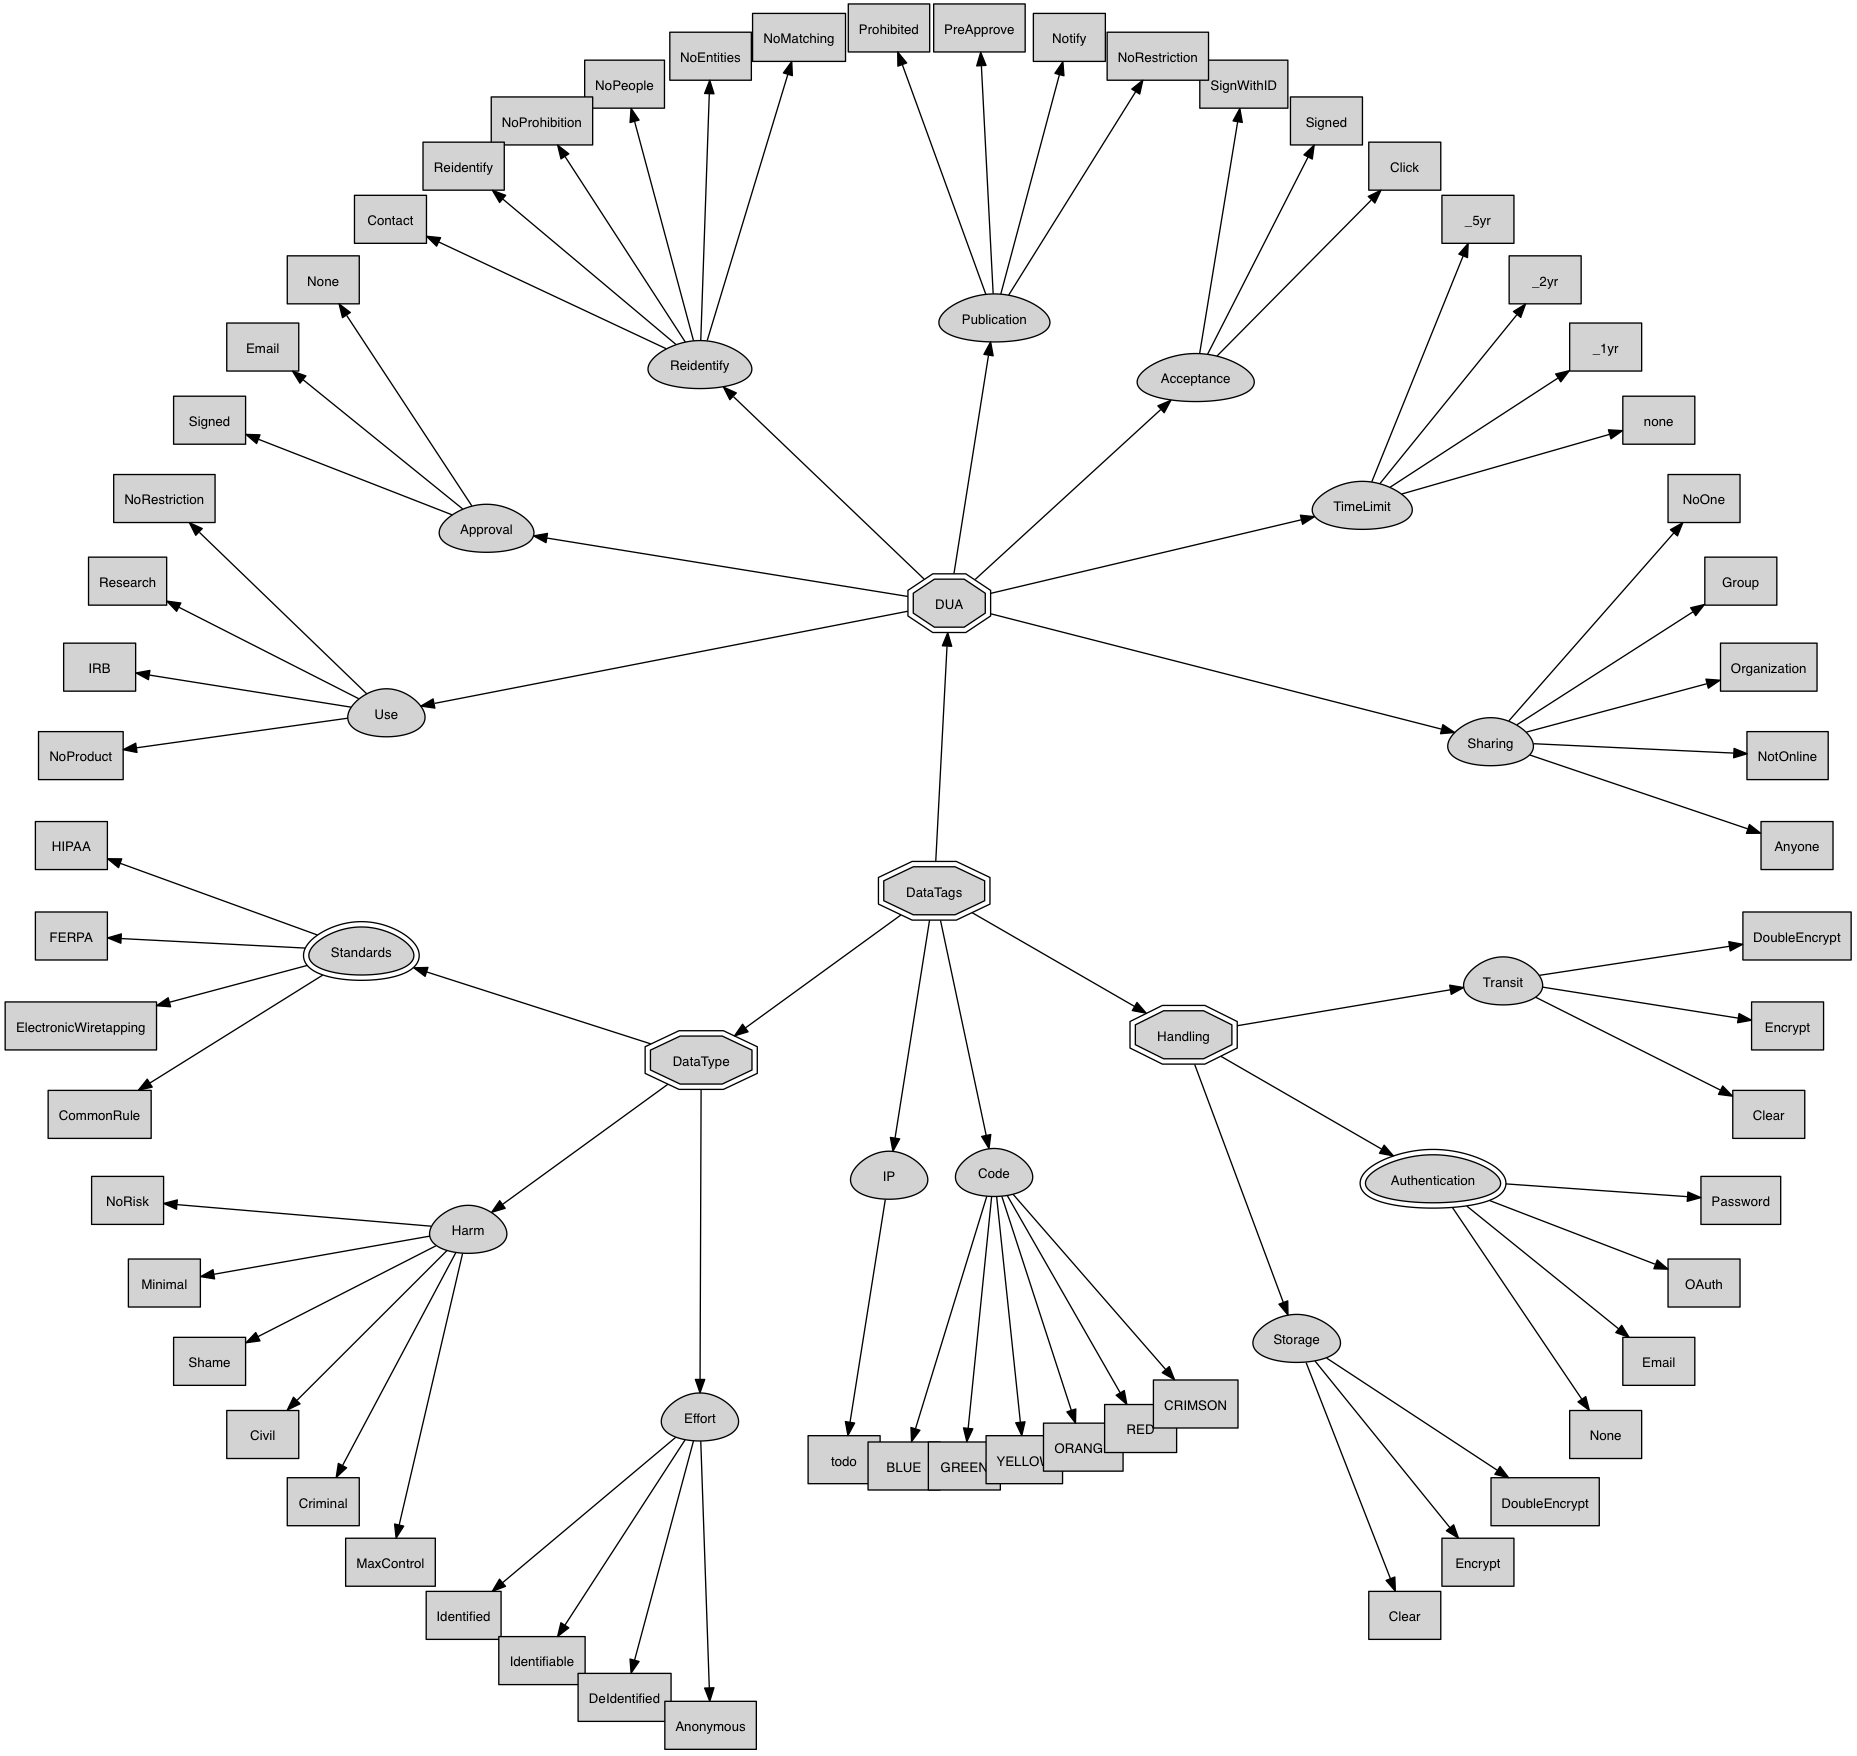 Prohibited
PreApprove
NoMatching
Notify
NoEntities
NoRestriction
NoPeople
SignWithID
NoProhibition
Signed
Reidentify
Click
Contact
_5yr
None
_2yr
Publication
Email
_1yr
Reidentify
Acceptance
Signed
none
NoRestriction
NoOne
TimeLimit
Approval
Research
Group
DUA
IRB
Organization
Use
Sharing
NoProduct
NotOnline
HIPAA
Anyone
DataTags
FERPA
DoubleEncrypt
Standards
Transit
ElectronicWiretapping
Encrypt
Handling
DataType
CommonRule
Clear
IP
Code
Authentication
NoRisk
Password
Harm
Minimal
OAuth
Storage
Shame
Email
CRIMSON
Effort
RED
Civil
None
ORANG
todo
BLUE
GREEN
YELLOW
Criminal
DoubleEncrypt
MaxControl
Encrypt
Identified
Clear
Identifiable
DeIdentified
Anonymous